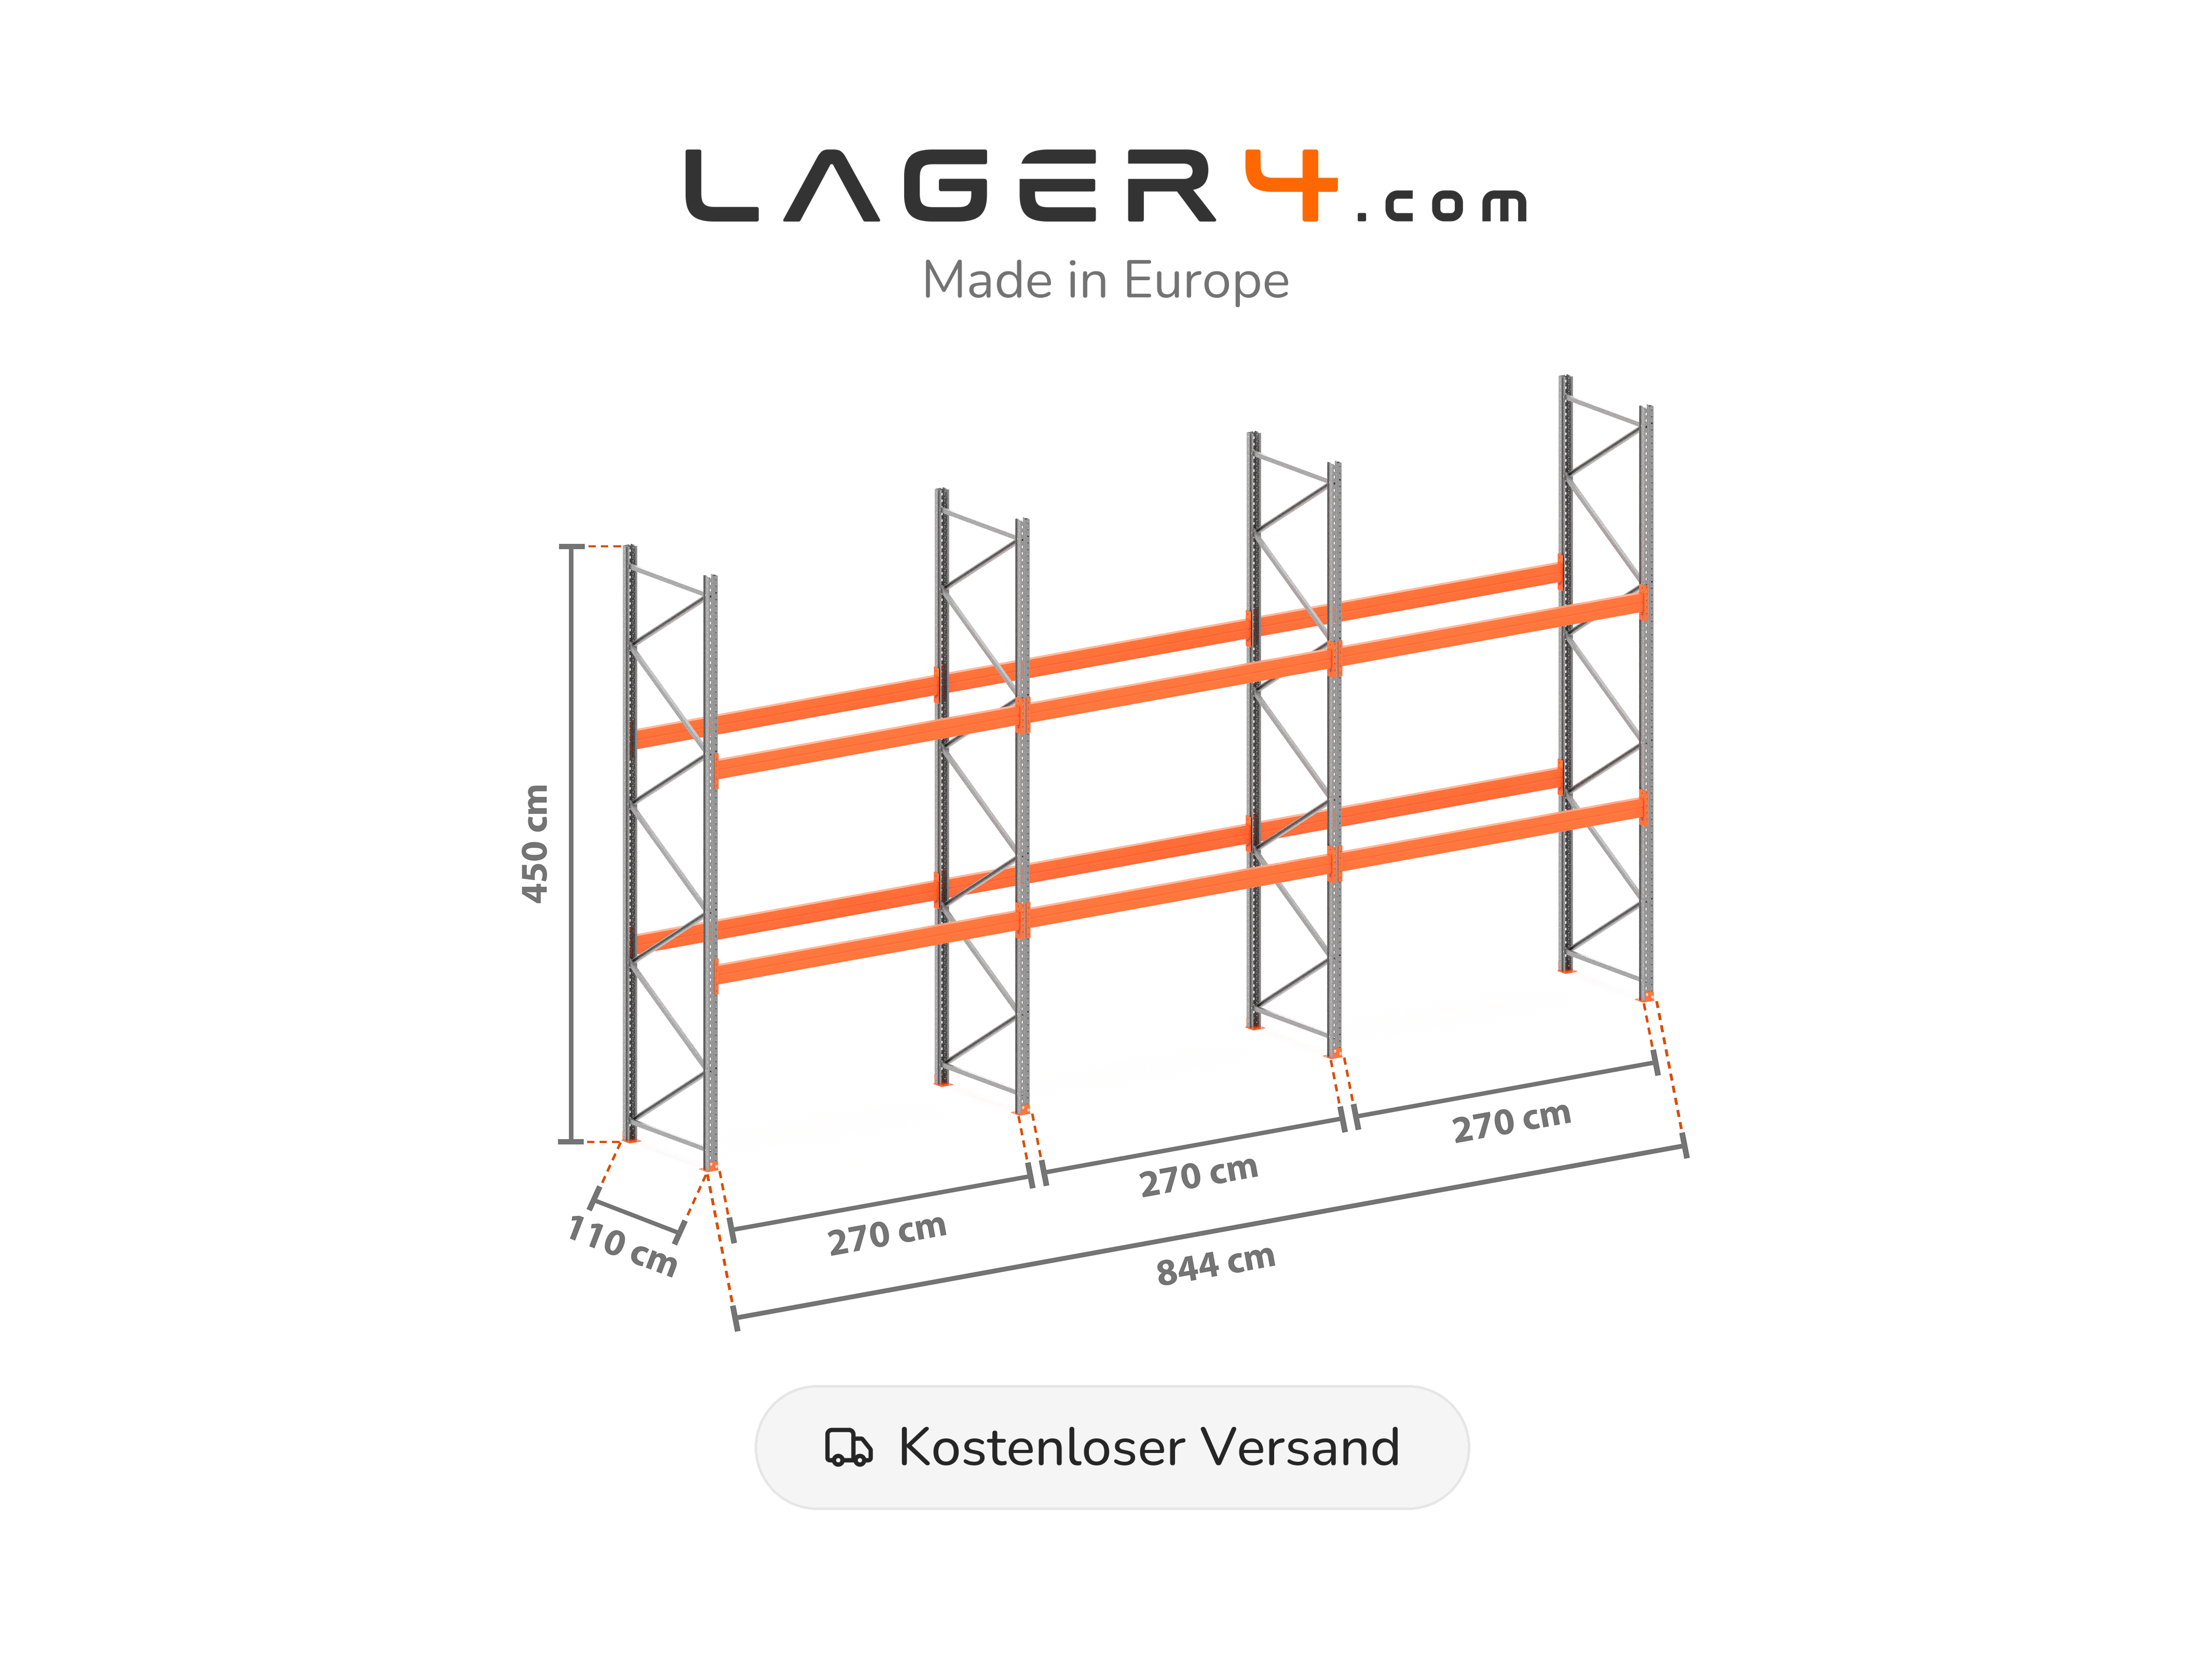 LAGER4.com
Made in Europe
450 cm
110 cm
270 cm
270 cm
270 cm
844 cm
Kostenloser Versand